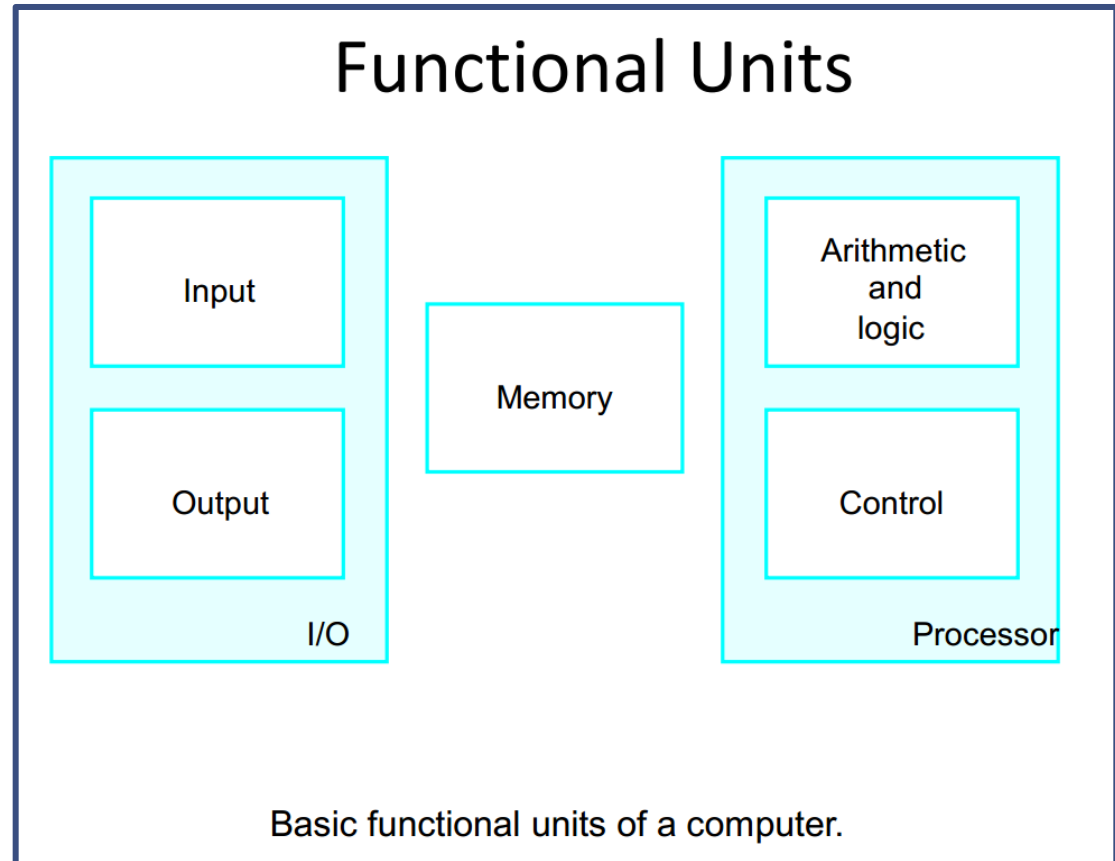 Functional Units
Input
Output
I/O
Memory
Arithmetic
and
logic
Control
Processor
Basic functional units of a computer.